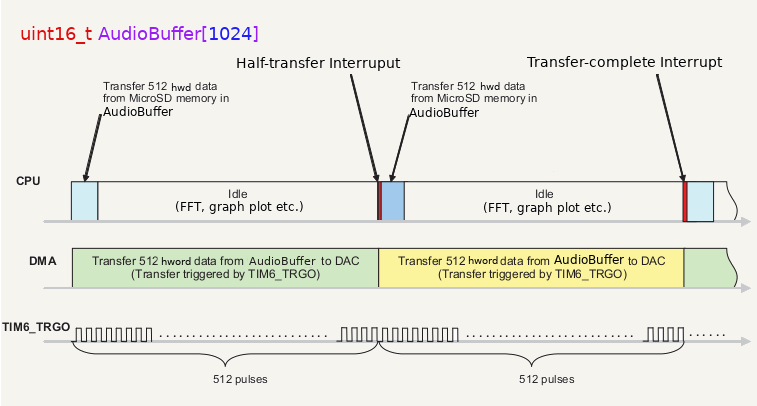 uint16_t AudioBuffer[1024]
Half-transfer Interruput
Transfer-complete Interrupt
Transfer 512 hwd data
from MicroSD memory in
AudioBuffer
Transfer 512 hwd data
from MicroSD memory in
AudioBuffer
CPU
Idle
(FFT, graph plot etc.)
Idle
(FFT, graph plot etc.)
DMA
Transfer 512 hword data from AudioBuffer to DAC
(Transfer triggered by TIM6_TRGO)
Transfer 512 hword data from AudioBuffer to DAC
(Transfer triggered by TIM6_TRGO)
TIM6_TRGO
512 pulses
512 pulses